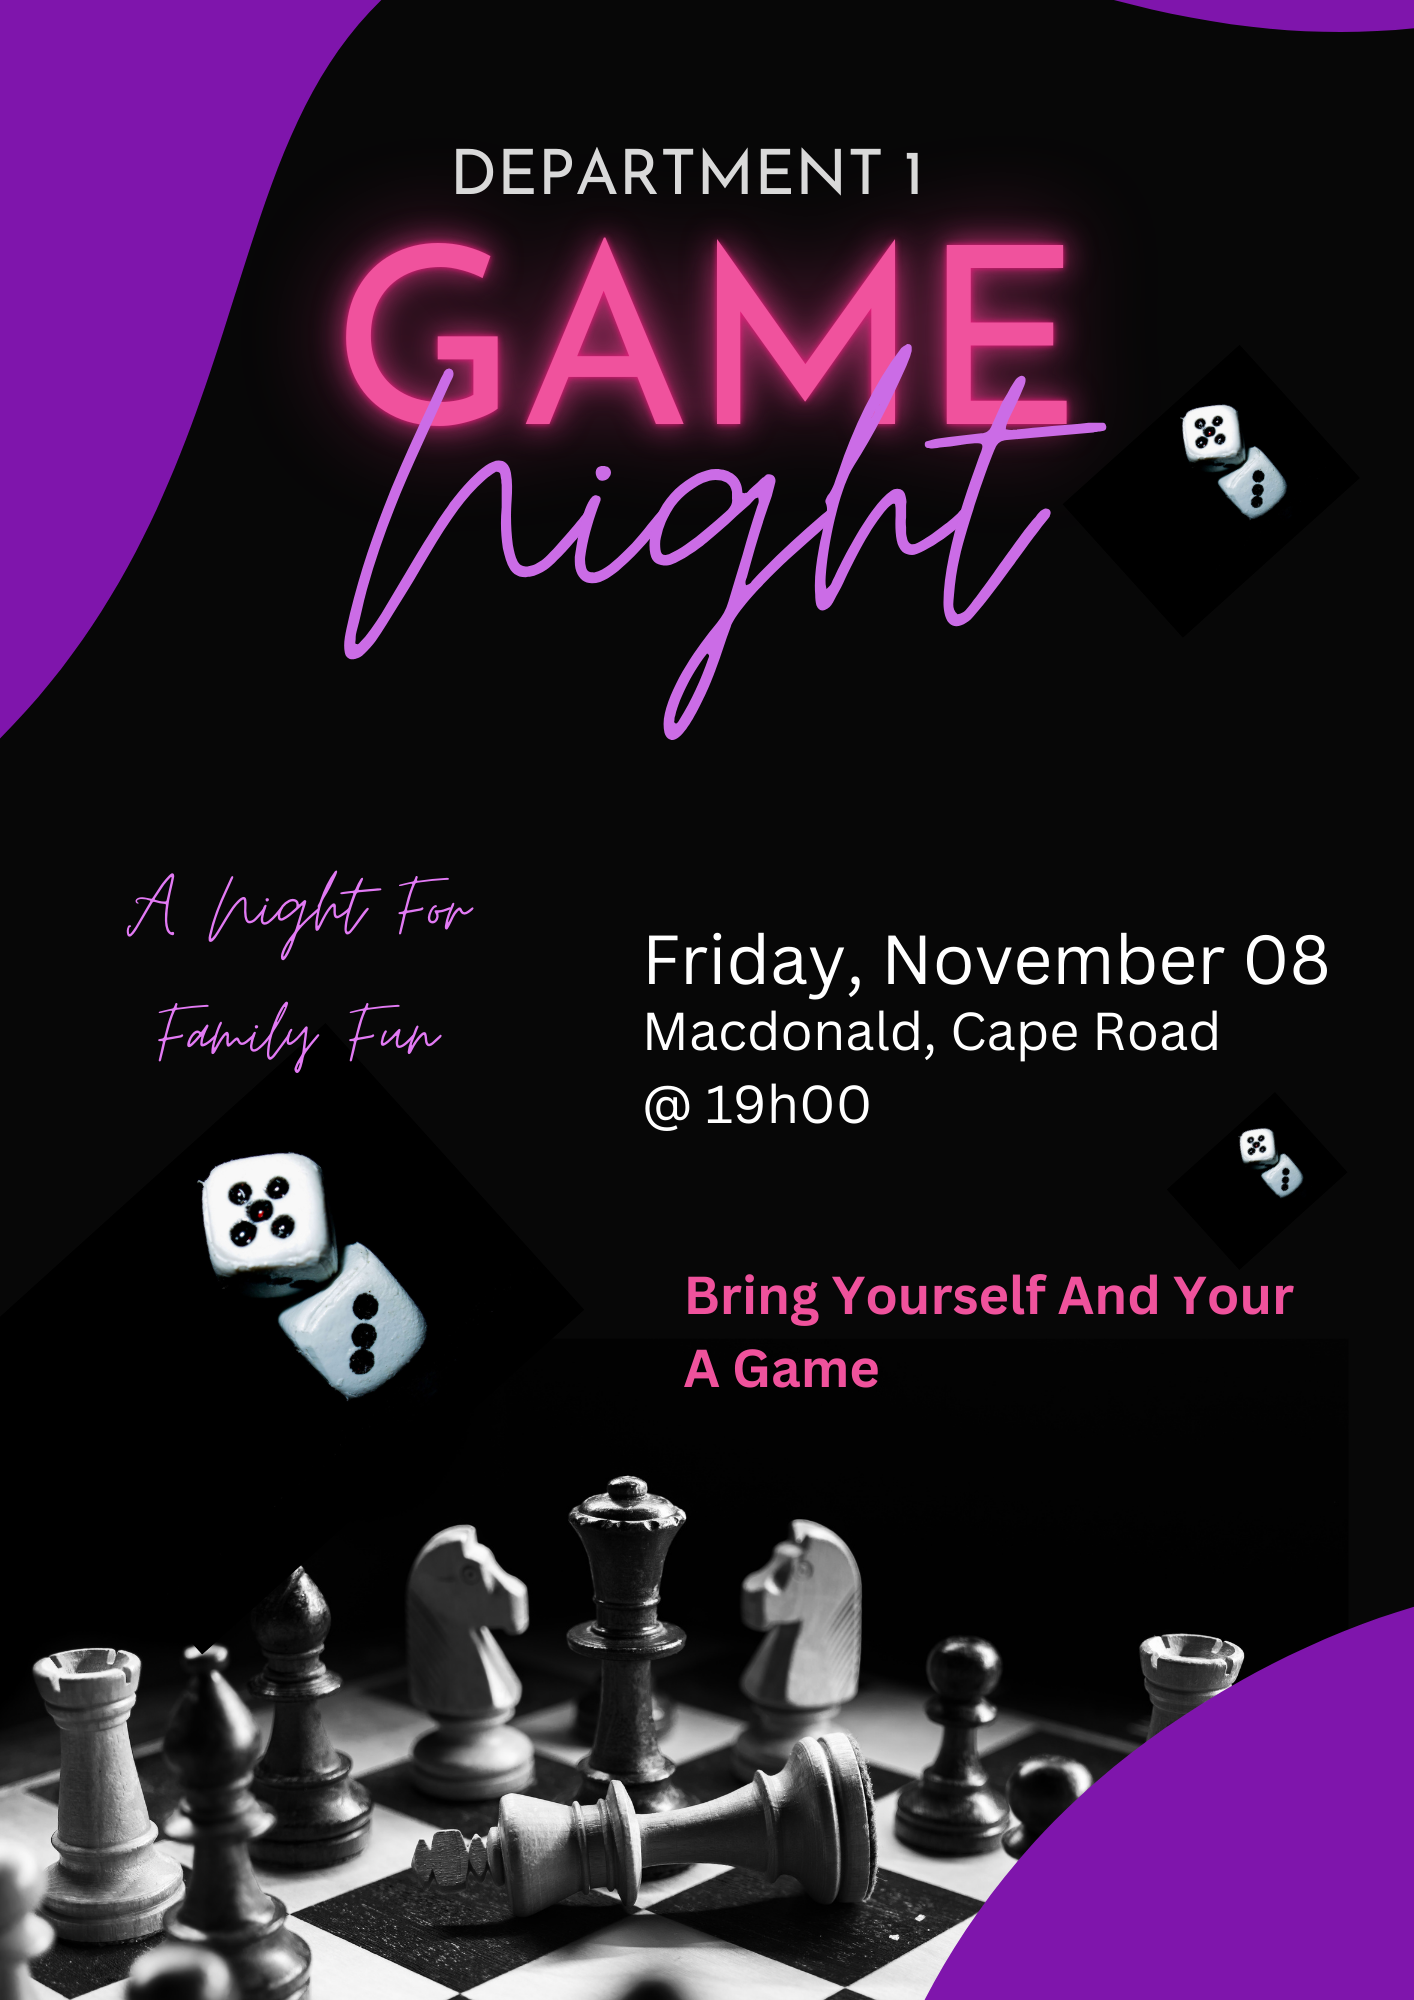 DEPARTMENT 1
GAME
night
A Night For
Family Fun
Friday, November 08
Macdonald, Cape Road
@ 19h00
Bring Yourself And Your
A Game